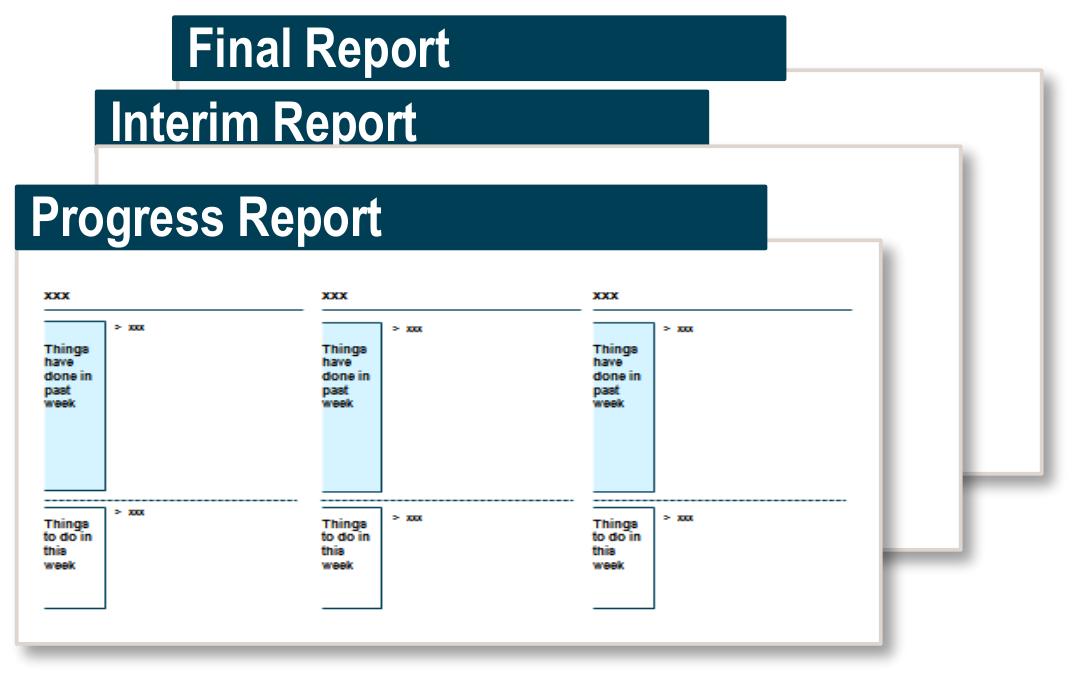 Final Report
Interim Report
Progress Report
xxx
xxx
xxx
> xxx
Things
have
done in
past
week
> xxx
Things
have
done in
past
week
> xxx
Things
have
done in
past
week
> xxx
Things
to do in
this
week
> xxx
Things
to do in
this
week
> xxx
Things
to do in
this
week